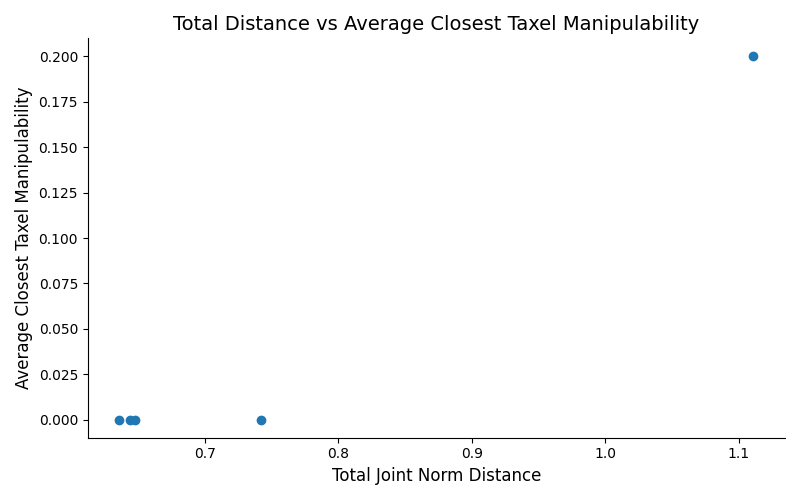 Total Distance vs Average Closest Taxel Manipulability
Average Closest Taxel Manipulability
0.200
0.175
0.150
0.125
0.100
0.075
0.050
0.025
0.000
0.7 0.8 0.9 1.0 1.1
Total Joint Norm Distance